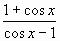 1 + cos x
cos x − 1